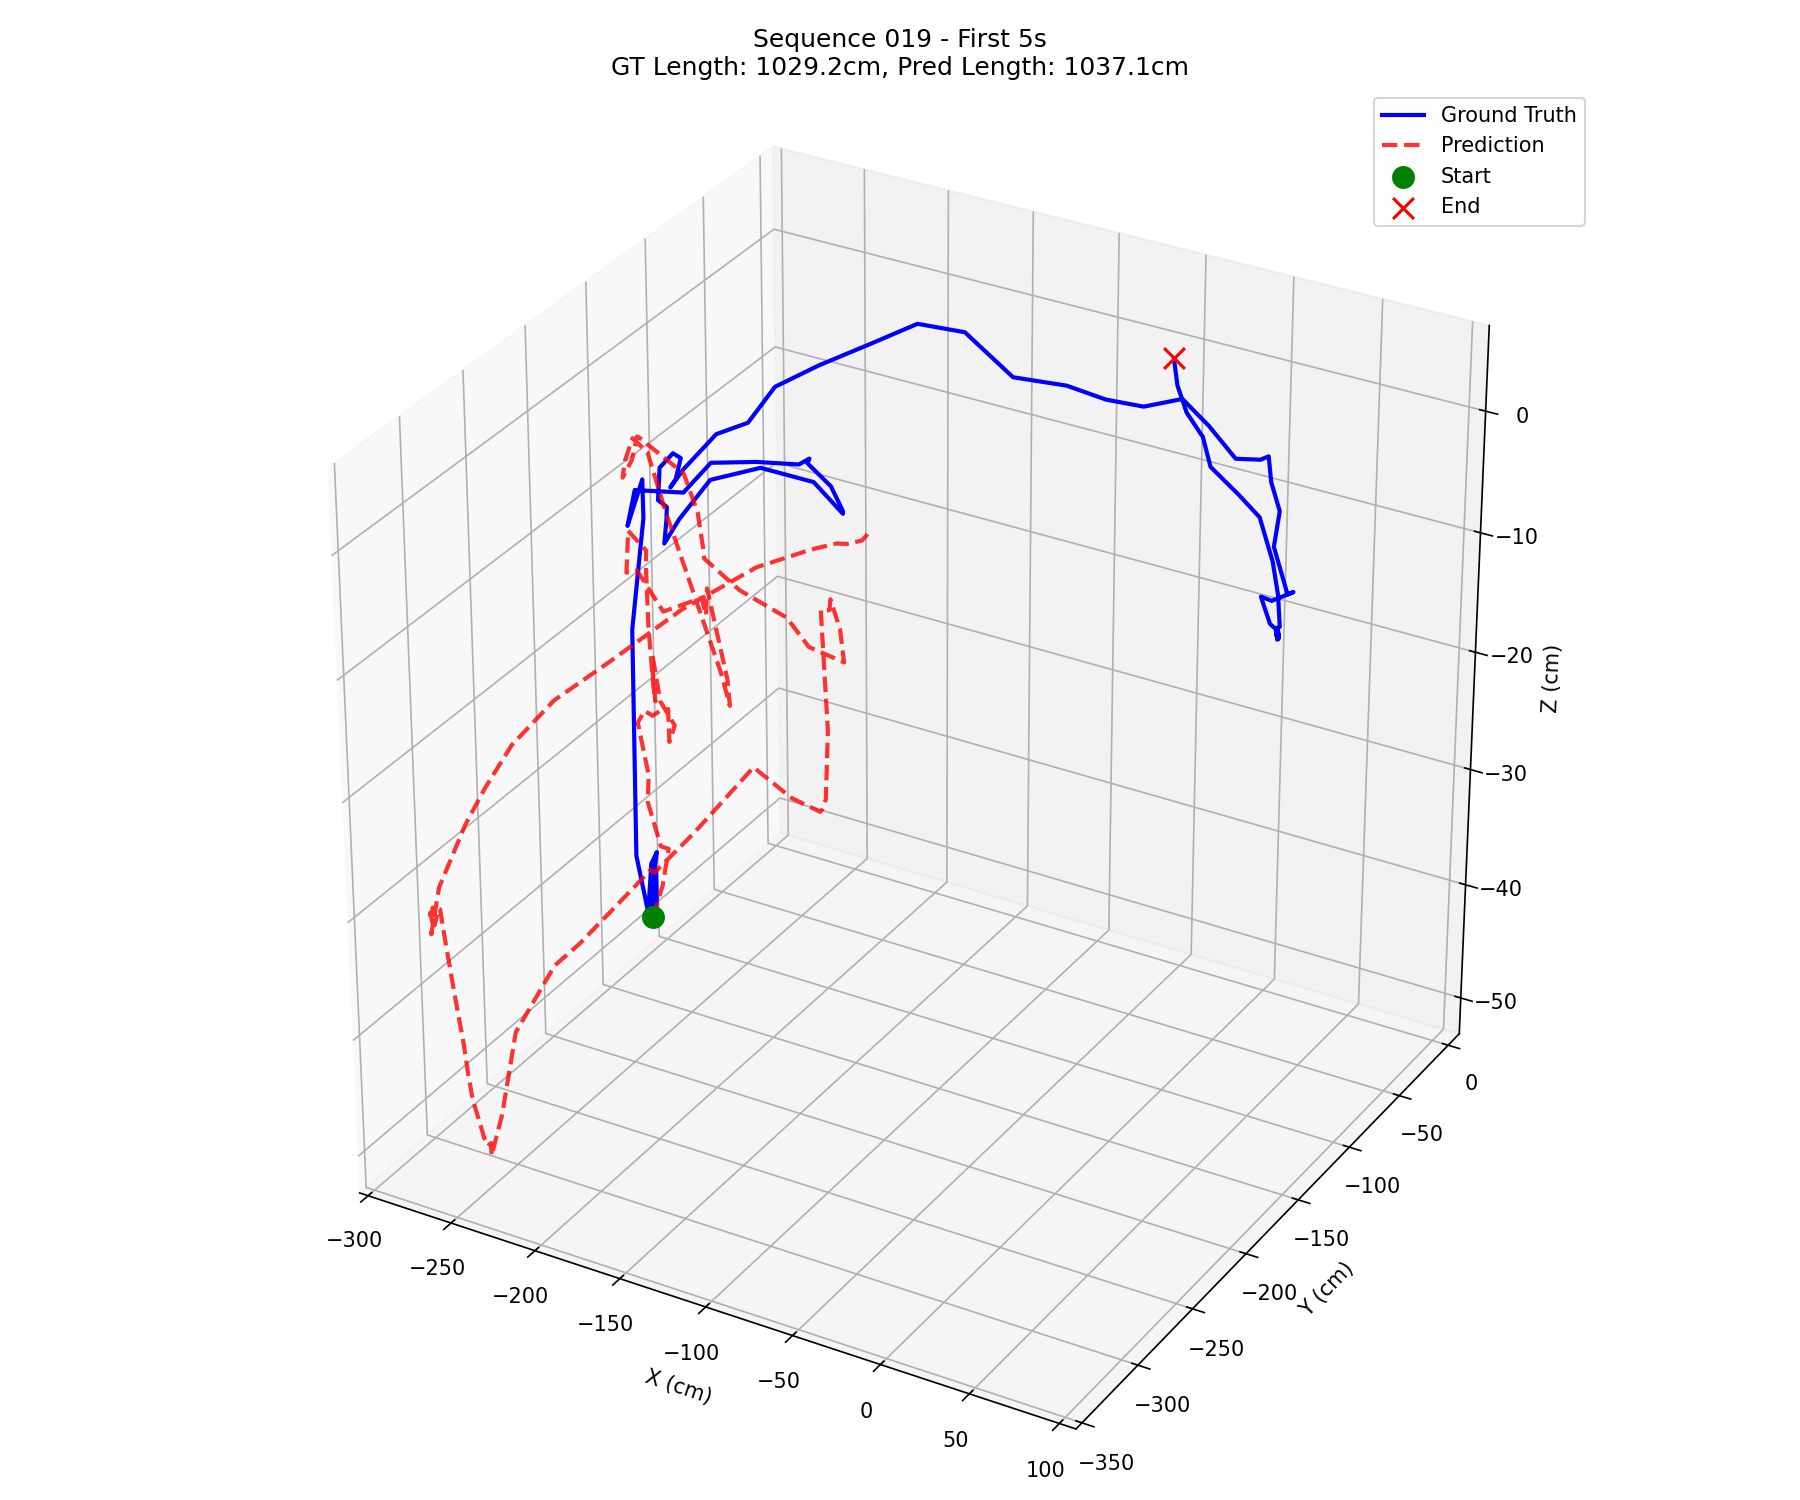 Sequence 019 - First 5s
GT Length: 1029.2cm, Pred Length: 1037.1cm
Ground Truth
Prediction
Start
End
0
−10
−20
−30
−40
−50
Z (cm)
0
−50
−100
−150
−200
−250
−300
−350
Y (cm)
−300
−250
−200
−150
−100
−50
0
50
100
X (cm)